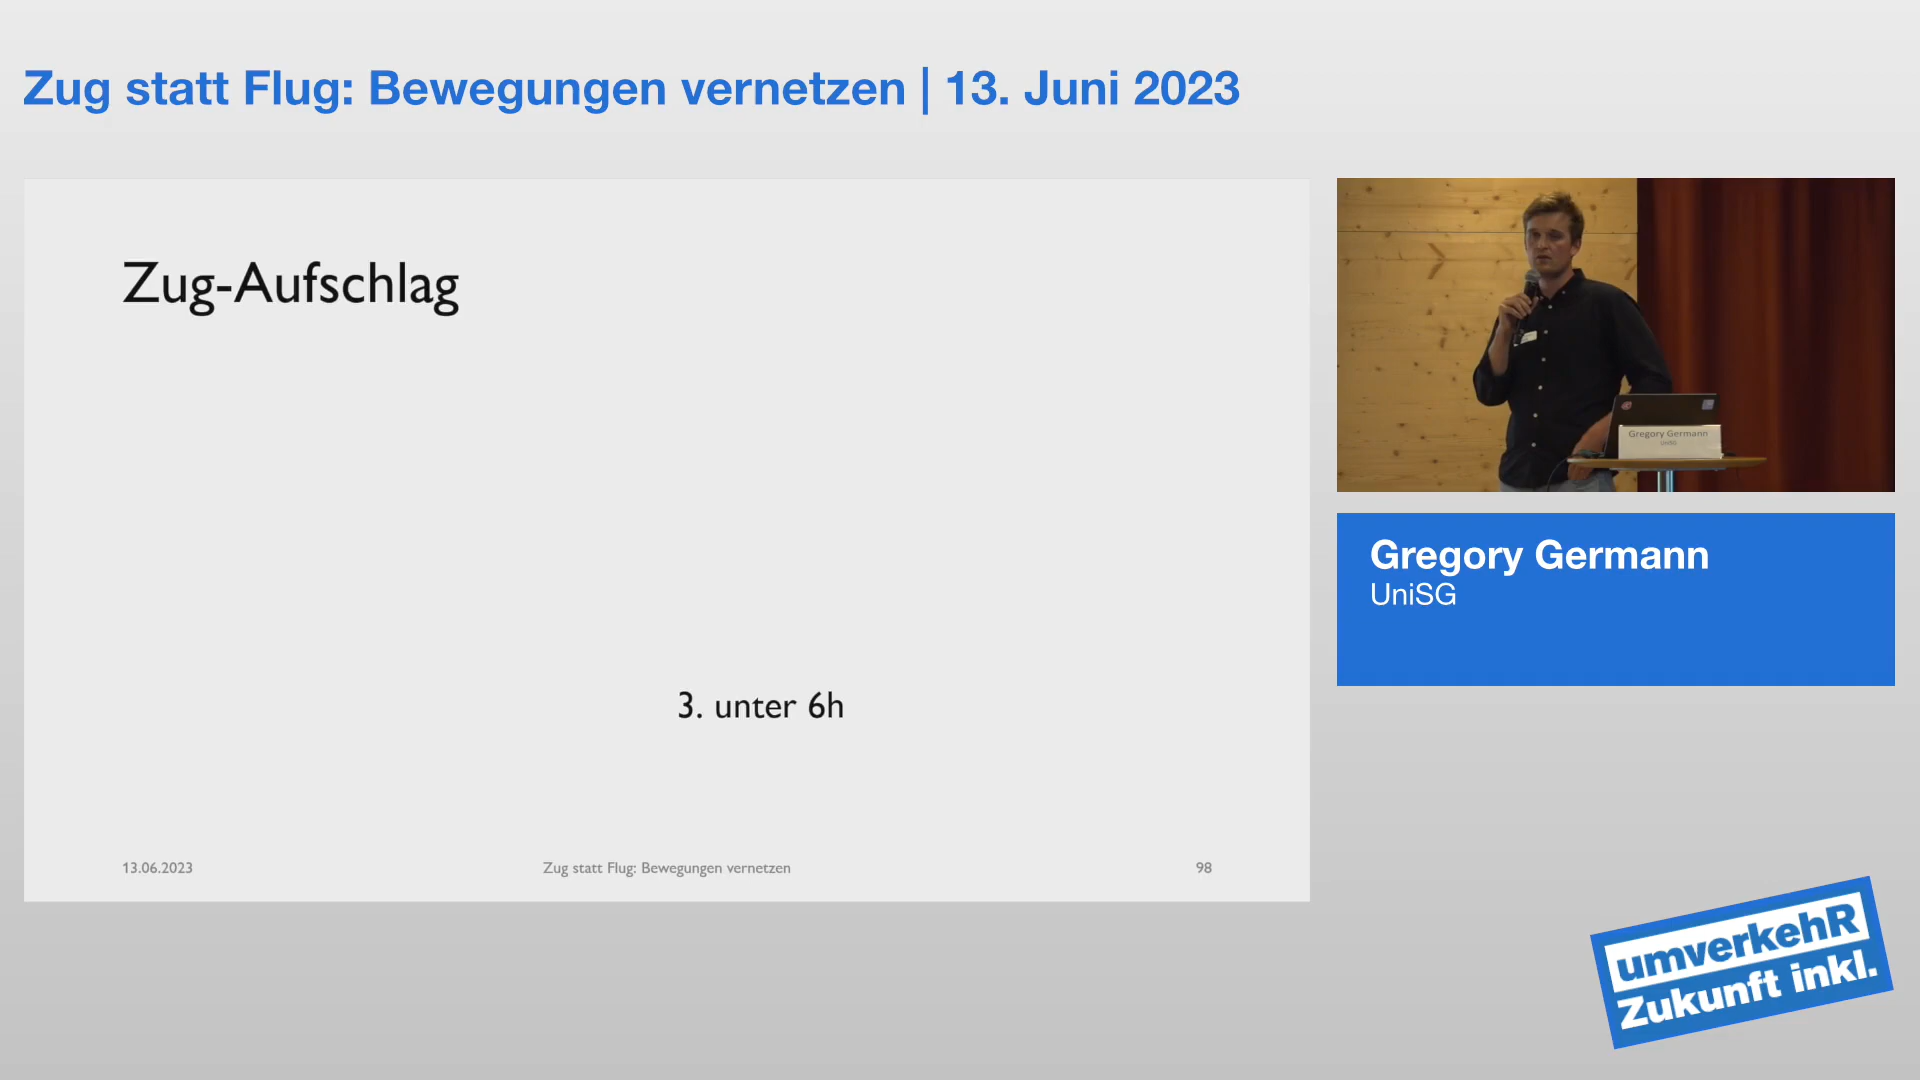 Zug statt Flug: Bewegungen vernetzen | 13. Juni 2023
Zug-Aufschlag
3. unter 6h
13.06.2023
Zug statt Flug: Bewegungen vernetzen
98
Gregory Germann
UniSG
Gregory Germann
UniSG
umverkehR
Zukunft inkl.